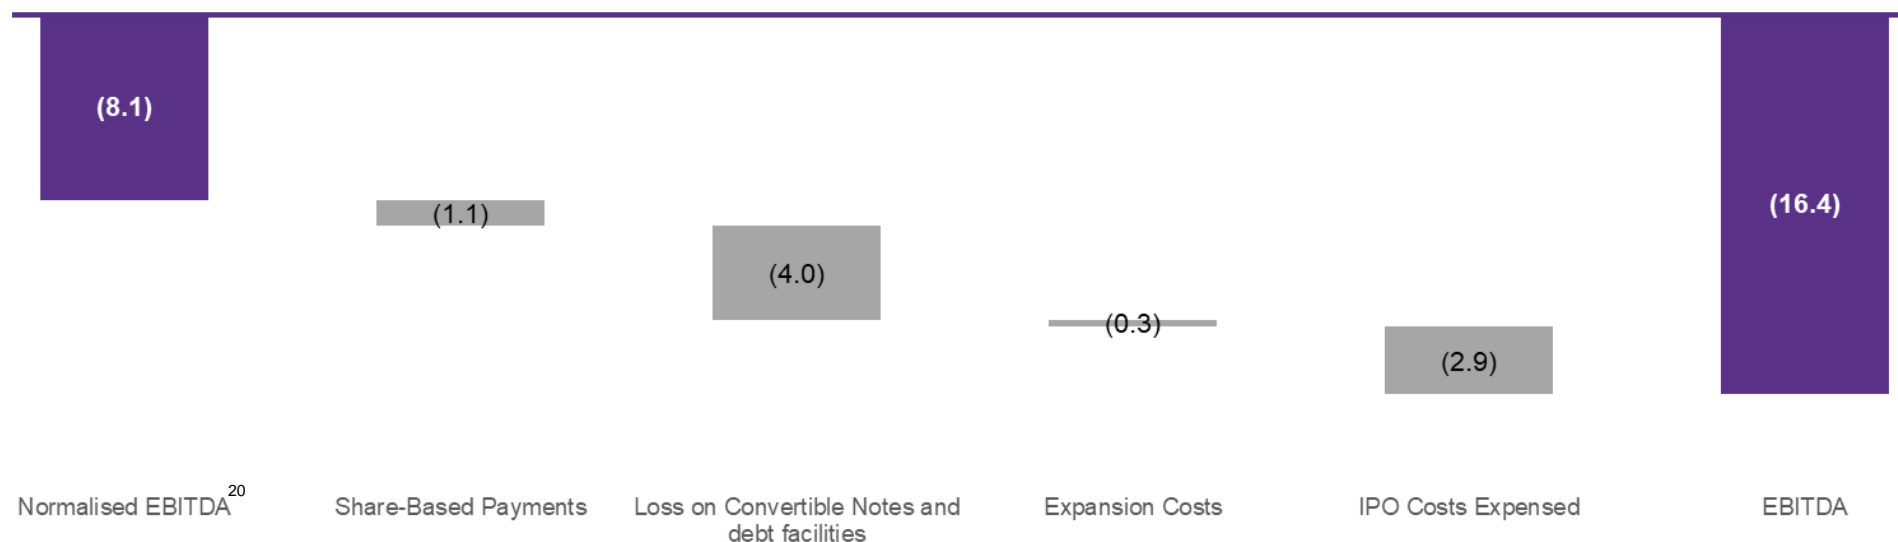 (8.1)
(1.1)
(4.0)
(0.3)
(2.9)
(16.4)
Normalised EBITDA20
Share-Based Payments
Loss on Convertible Notes and
debt facilities
Expansion Costs
IPO Costs Expensed
EBITDA